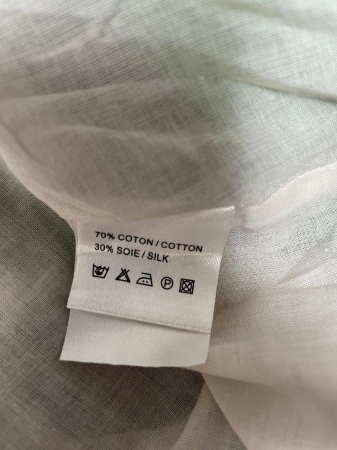 70% COTON / COTTON
30% SOIE / SILK
P